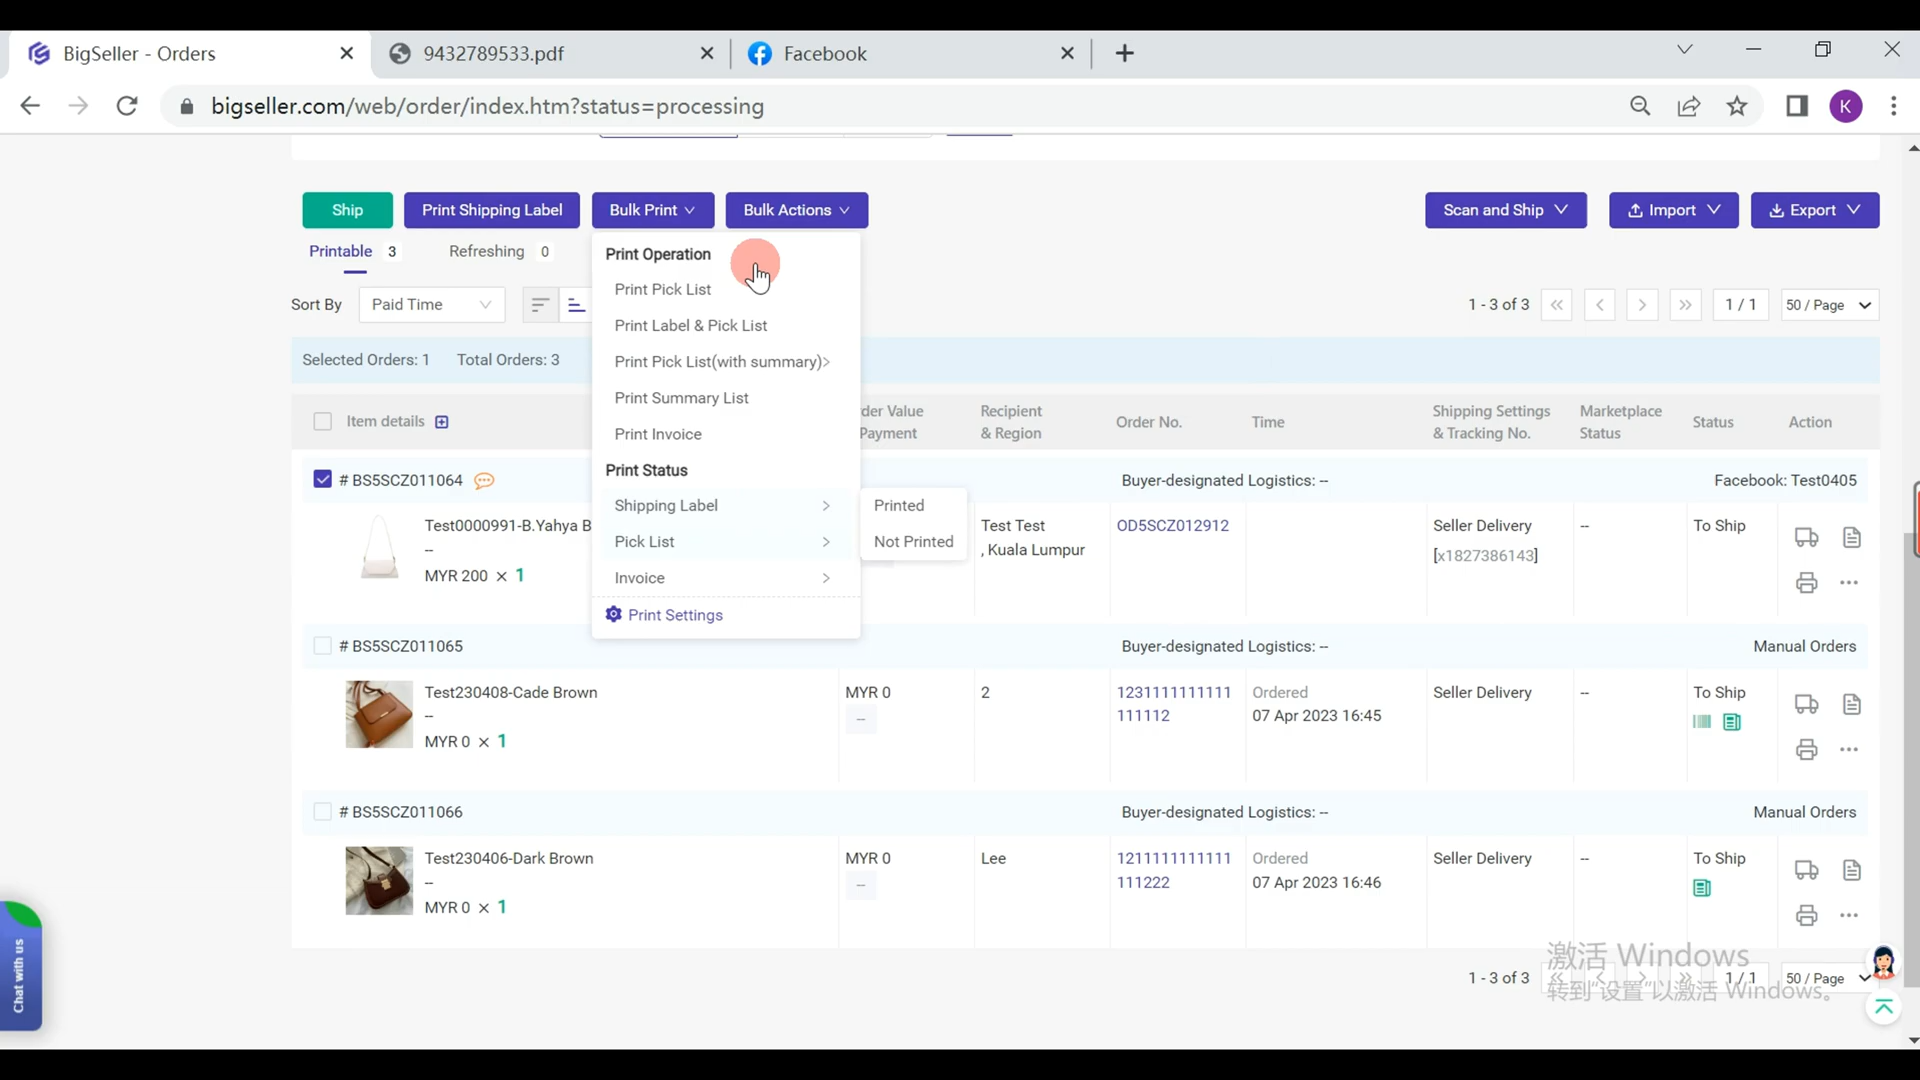 BigSeller - Orders
9432789533.pdf
Facebook
bigseller.com/web/order/index.htm?status=processing
K
Ship
Print Shipping Label
Bulk Print
Bulk Actions
Scan and Ship
Import
Export
Printable 3
Refreshing 0
Print Operation
Print Pick List
Print Label & Pick List
Print Pick List(with summary)>
Print Summary List
Print Invoice
Print Status
Shipping Label >
Pick List >
Invoice >
Print Settings
Printed
Not Printed
Sort By
Paid Time
1 - 3 of 3
<< < > >>
1 / 1
50 / Page
Selected Orders: 1 Total Orders: 3
Item details
der Value
Payment
Recipient
& Region
Order No.
Time
Shipping Settings
& Tracking No.
Marketplace
Status
Status
Action
# BS5SCZ011064
Buyer-designated Logistics: --
Facebook: Test0405
Test0000991-B.Yahya B
--
MYR 200 × 1
Test Test
, Kuala Lumpur
OD5SCZ012912
Seller Delivery
[x1827386143]
--
To Ship
# BS5SCZ011065
Buyer-designated Logistics: --
Manual Orders
Test230408-Cade Brown
--
MYR 0 × 1
MYR 0
--
2
1231111111111
111112
Ordered
07 Apr 2023 16:45
Seller Delivery
--
To Ship
# BS5SCZ011066
Buyer-designated Logistics: --
Manual Orders
Test230406-Dark Brown
--
MYR 0 × 1
MYR 0
--
Lee
1211111111111
111222
Ordered
07 Apr 2023 16:46
Seller Delivery
--
To Ship
1 - 3 of 3
<< < > >>
1 / 1
50 / Page
激活 Windows
转到"设置"以激活 Windows。
Chat with us